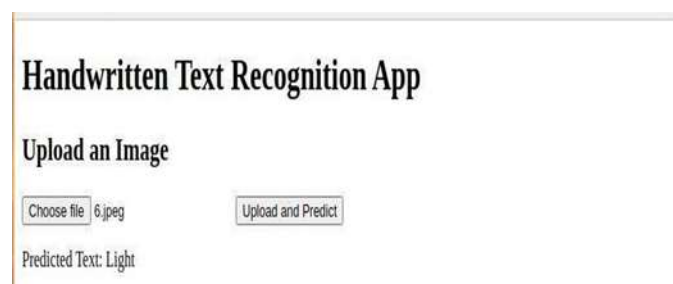 Handwritten Text Recognition App
Upload an Image
Choose file 6.jpeg Upload and Predict
Predicted Text: Light